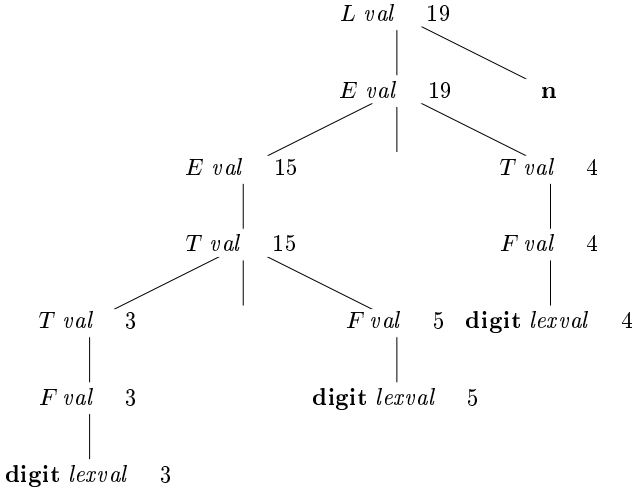 L val 19
E val 19 n
E val 15 T val 4
T val 15 F val 4
T val 3 F val 5 digit lexval 4
F val 3 digit lexval 5
digit lexval 3